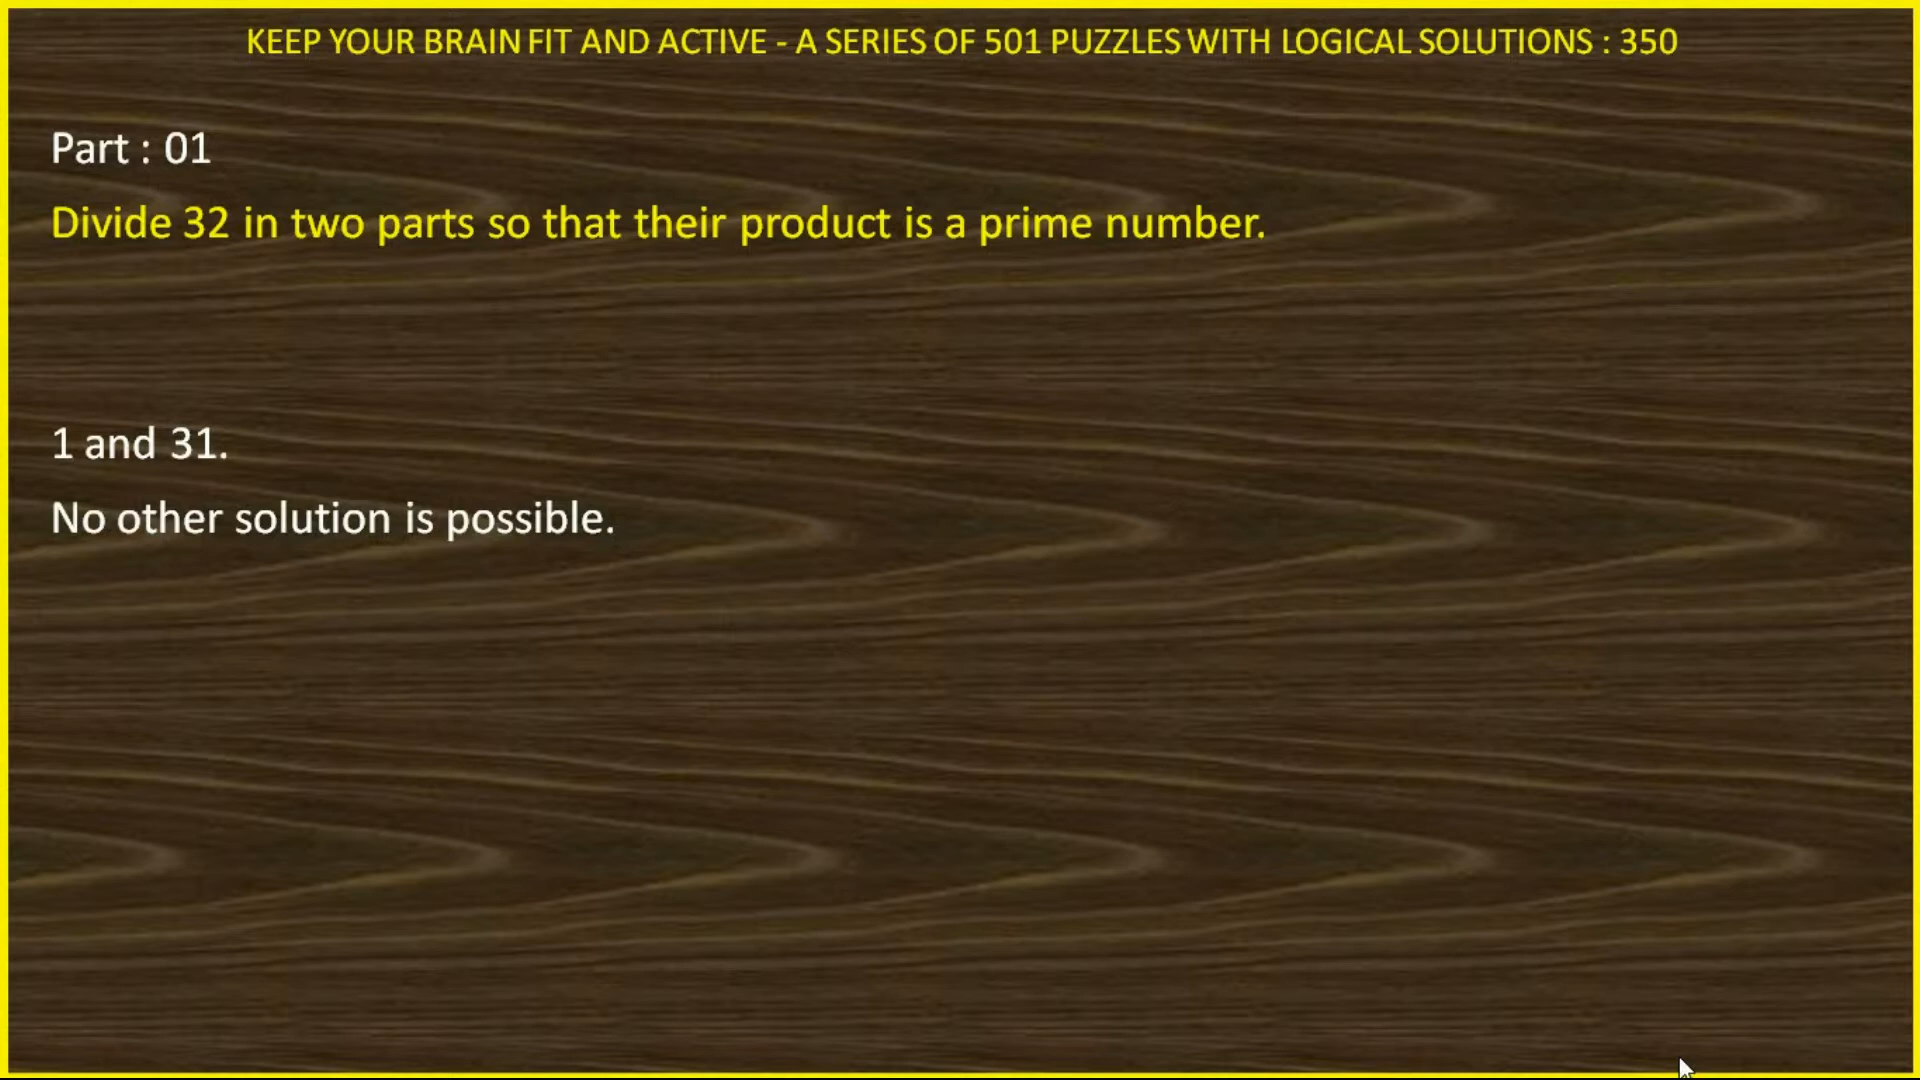 KEEP YOUR BRAIN FIT AND ACTIVE - A SERIES OF 501 PUZZLES WITH LOGICAL SOLUTIONS : 350
Part : 01
Divide 32 in two parts so that their product is a prime number.
1 and 31.
No other solution is possible.